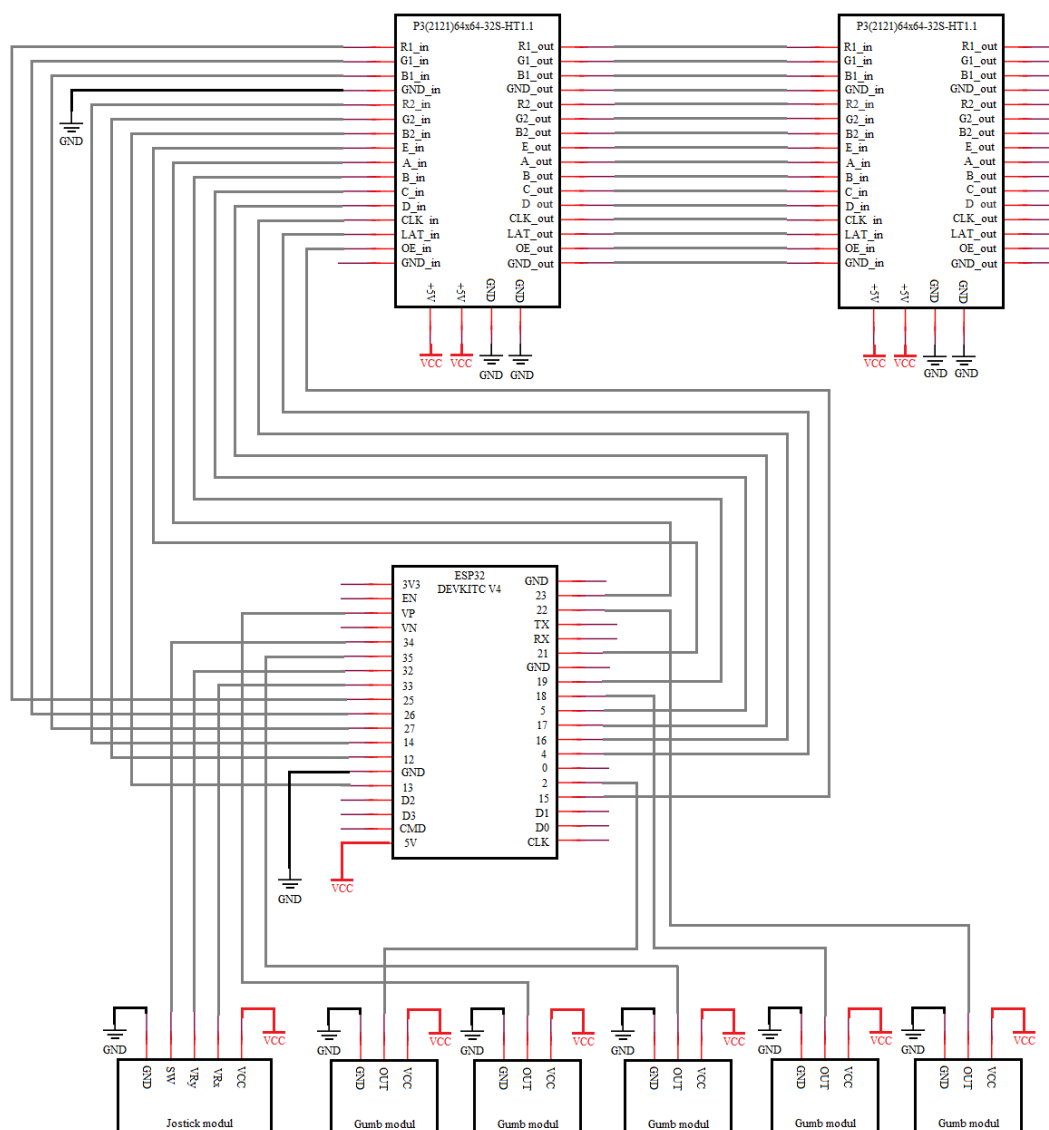 P3(2121)64x64-32S-HT1.1
R1_in R1_out
G1_in G1_out
B1_in B1_out
GND_in GND_out
R2_in R2_out
G2_in G2_out
B2_in B2_out
E_in E_out
A_in A_out
B_in B_out
C_in C_out
D_in D_out
CLK_in CLK_out
LAT_in LAT_out
OE_in OE_out
GND_in GND_out
+5V +5V GND GND
VCC VCC GND GND
GND
P3(2121)64x64-32S-HT1.1
R1_in R1_out
G1_in G1_out
B1_in B1_out
GND_in GND_out
R2_in R2_out
G2_in G2_out
B2_in B2_out
E_in E_out
A_in A_out
B_in B_out
C_in C_out
D_in D_out
CLK_in CLK_out
LAT_in LAT_out
OE_in OE_out
GND_in GND_out
+5V +5V GND GND
VCC VCC GND GND
ESP32
DEVKITC V4
3V3
EN
VP
VN
34
35
32
33
25
26
27
14
12
GND
13
D2
D3
CMD
5V
GND
23
22
TX
RX
21
GND
19
18
5
17
16
4
0
2
15
D1
D0
CLK
VCC
GND
GND VCC
GND SW VRy VRx VCC
Jostick modul
GND VCC
GND OUT VCC
Gumb modul
GND VCC
GND OUT VCC
Gumb modul
GND VCC
GND OUT VCC
Gumb modul
GND VCC
GND OUT VCC
Gumb modul
GND VCC
GND OUT VCC
Gumb modul